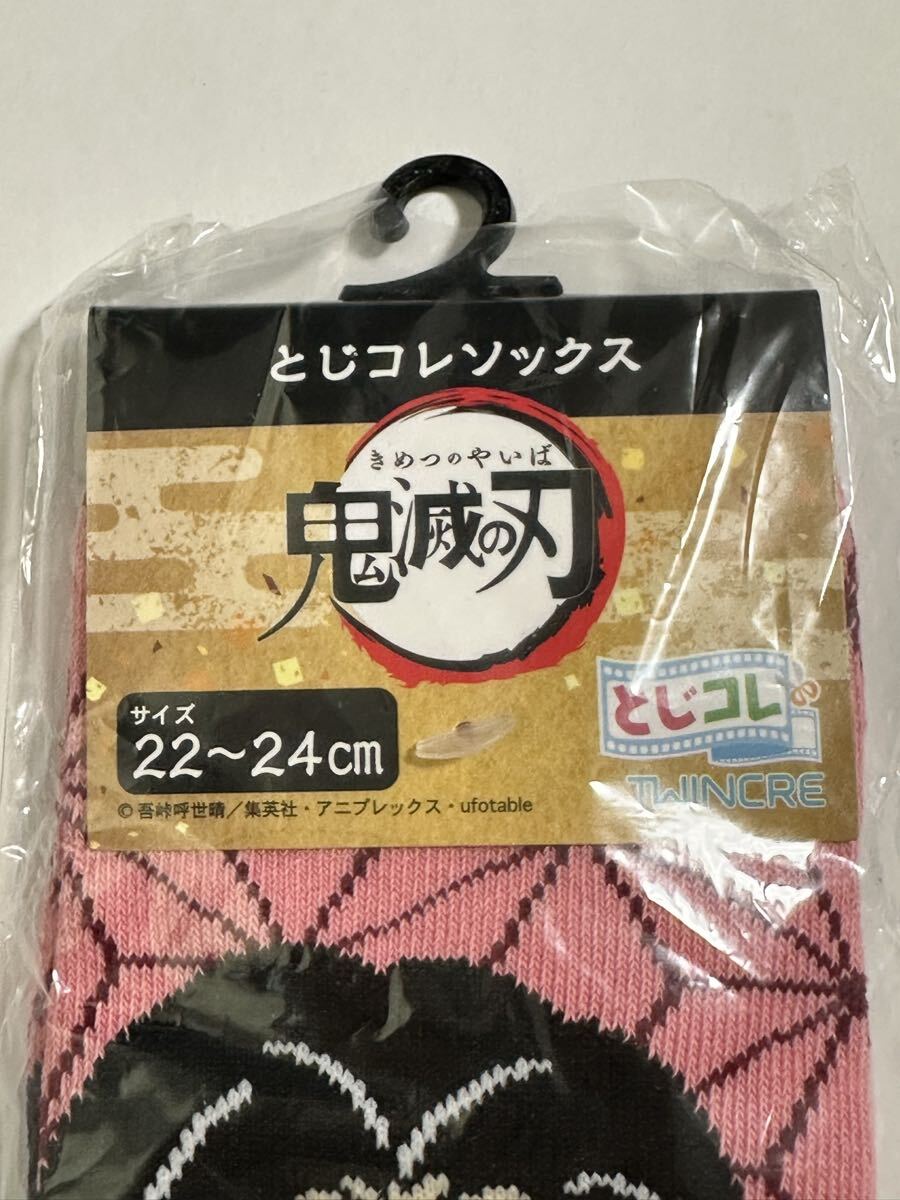 とじコレソックス
きめつのやいば
鬼滅の刃
サイズ
22〜24cm
とじコレ
TWINCRE
©吾峠呼世晴／集英社・アニプレックス・ufotable